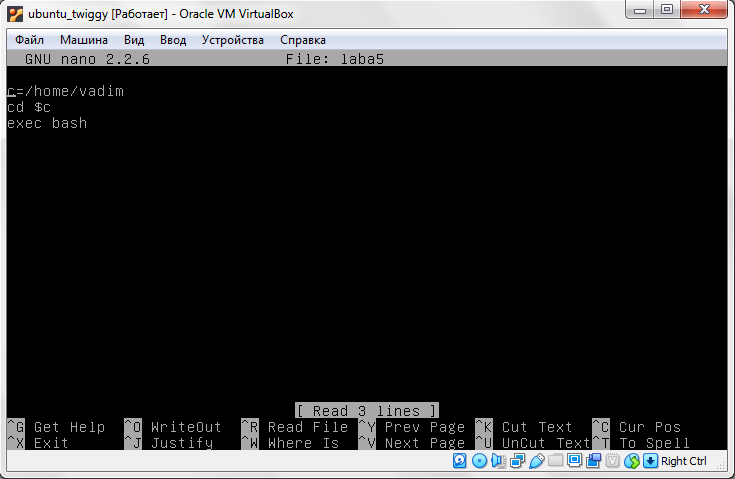 ubuntu_twiggy [Работает] - Oracle VM VirtualBox
Файл Машина Вид Ввод Устройства Справка
GNU nano 2.2.6 File: laba5
c=/home/vadim
cd $c
exec bash
[ Read 3 lines ]
^G Get Help ^O WriteOut ^R Read File ^Y Prev Page ^K Cut Text ^C Cur Pos
^X Exit ^J Justify ^W Where Is ^V Next Page ^U UnCut Text ^T To Spell
Right Ctrl